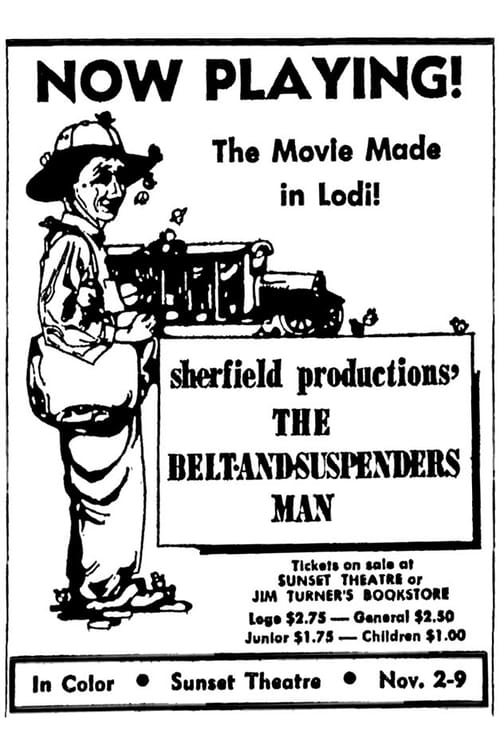 NOW PLAYING!
The Movie Made
in Lodi!
sherfield productions'
THE
BELT-AND-SUSPENDERS
MAN
Tickets on sale at
SUNSET THEATRE or
JIM TURNER'S BOOKSTORE
Loge $2.75 — General $2.50
Junior $1.75 — Children $1.00
In Color • Sunset Theatre • Nov. 2-9